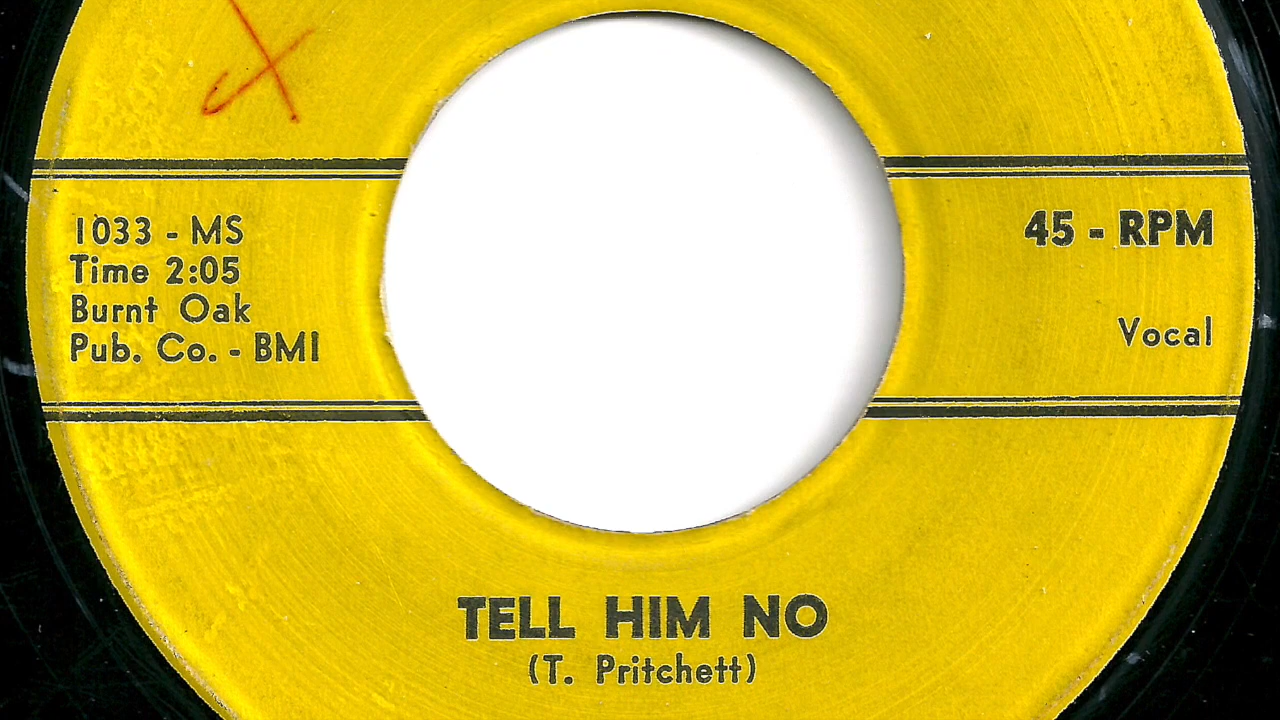 1033 - MS
Time 2:05
Burnt Oak
Pub. Co. - BMI
45 - RPM
Vocal
TELL HIM NO
(T. Pritchett)